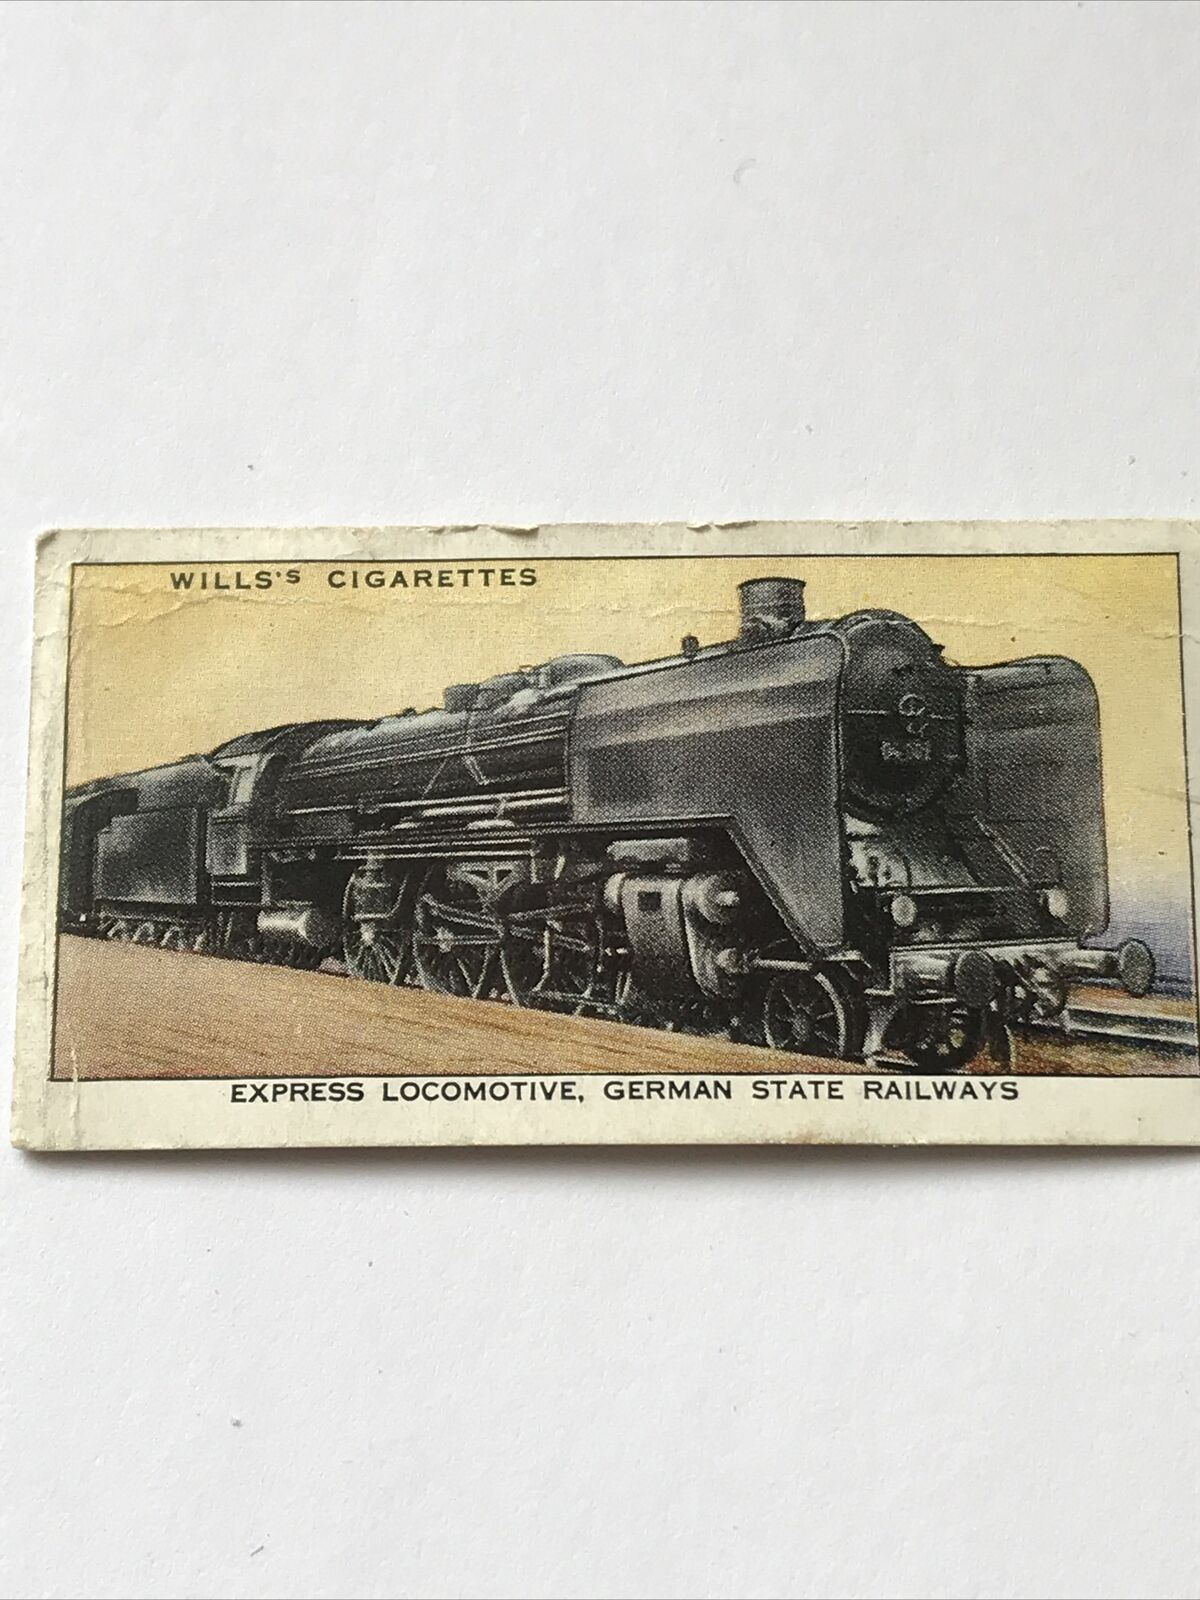 WILLS'S CIGARETTES
EXPRESS LOCOMOTIVE, GERMAN STATE RAILWAYS